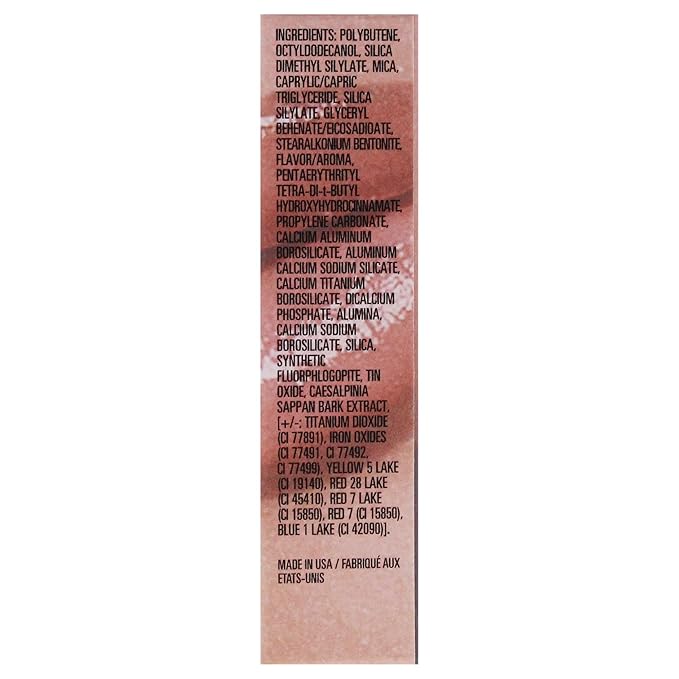 INGREDIENTS: POLYBUTENE,
OCTYLDODECANOL, SILICA
DIMETHYL SILYLATE, MICA,
CAPRYLIC/CAPRIC
TRIGLYCERIDE, SILICA
SILYLATE, GLYCERYL
BEHENATE/EICOSADIOATE,
STEARALKONIUM BENTONITE,
FLAVOR/AROMA,
PENTAERYTHRITYL
TETRA-DI-t-BUTYL
HYDROXYHYDROCINNAMATE,
PROPYLENE CARBONATE,
CALCIUM ALUMINUM
BOROSILICATE, ALUMINUM
CALCIUM SODIUM SILICATE,
CALCIUM TITANIUM
BOROSILICATE, DICALCIUM
PHOSPHATE, ALUMINA,
CALCIUM SODIUM
BOROSILICATE, SILICA,
SYNTHETIC
FLUORPHLOGOPITE, TIN
OXIDE, CAESALPINIA
SAPPAN BARK EXTRACT,
[+/-: TITANIUM DIOXIDE
(CI 77891), IRON OXIDES
(CI 77491, CI 77492,
CI 77499), YELLOW 5 LAKE
(CI 19140), RED 28 LAKE
(CI 45410), RED 7 LAKE
(CI 15850), RED 7 (CI 15850),
BLUE 1 LAKE (CI 42090)].
MADE IN USA / FABRIQUÉ AUX
ETATS-UNIS